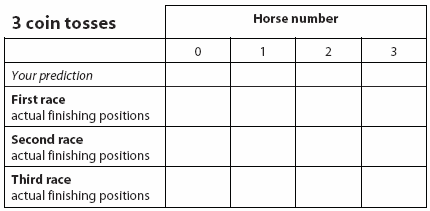 3 coin tosses
Horse number
0 1 2 3
Your prediction
First race
actual finishing positions
Second race
actual finishing positions
Third race
actual finishing positions